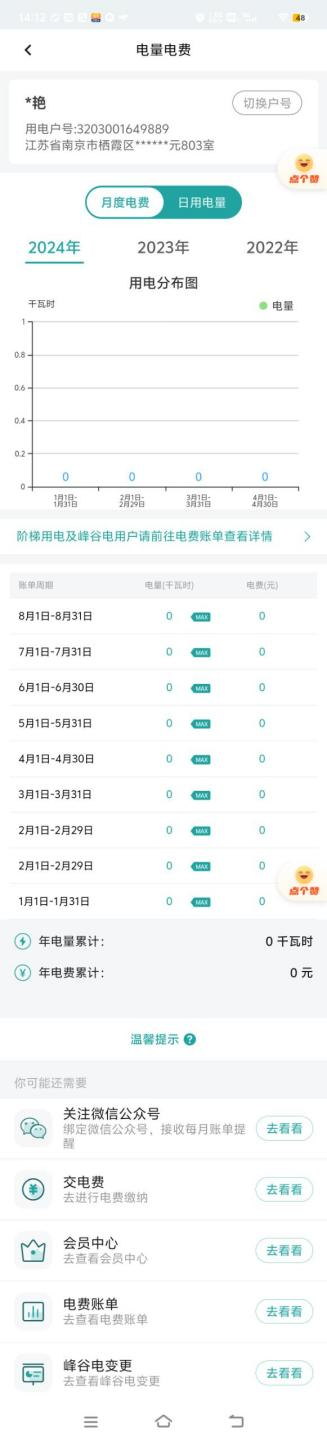 14:12
48
电量电费
*艳
切换户号
用电户号:3203001649889
江苏省南京市栖霞区******元803室
点个赞
月度电费
日用电量
2024年
2023年
2022年
用电分布图
千瓦时
电量
1
0.8
0.6
0.4
0.2
0
0 0 0 0
1月1日-
1月31日
2月1日-
2月29日
3月1日-
3月31日
4月1日-
4月30日
阶梯用电及峰谷电用户请前往电费账单查看详情
账单周期 电量(千瓦时) 电费(元)
8月1日-8月31日 0 MAX 0
7月1日-7月31日 0 MAX 0
6月1日-6月30日 0 MAX 0
5月1日-5月31日 0 MAX 0
4月1日-4月30日 0 MAX 0
3月1日-3月31日 0 MAX 0
2月1日-2月29日 0 MAX 0
2月1日-2月29日 0 MAX 0
点个赞
1月1日-1月31日 0 MAX 0
年电量累计: 0 千瓦时
年电费累计: 0 元
温馨提示 ?
你可能还需要
关注微信公众号
绑定微信公众号，接收每月账单提
醒
去看看
交电费
去进行电费缴纳
去看看
会员中心
去查看会员中心
去看看
电费账单
去查看电费账单
去看看
峰谷电变更
去查看峰谷电变更
去看看